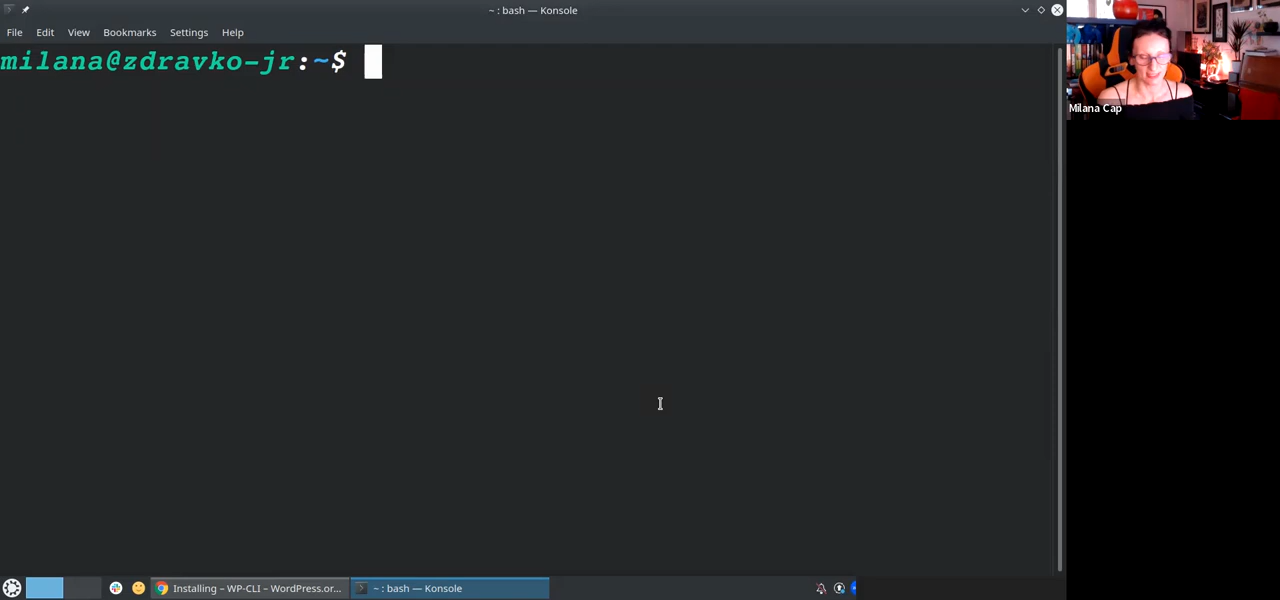 ~ : bash — Konsole
File Edit View Bookmarks Settings Help
milana@zdravko-jr:~$
Milana Cap
Installing – WP-CLI – WordPress.or...
~ : bash — Konsole